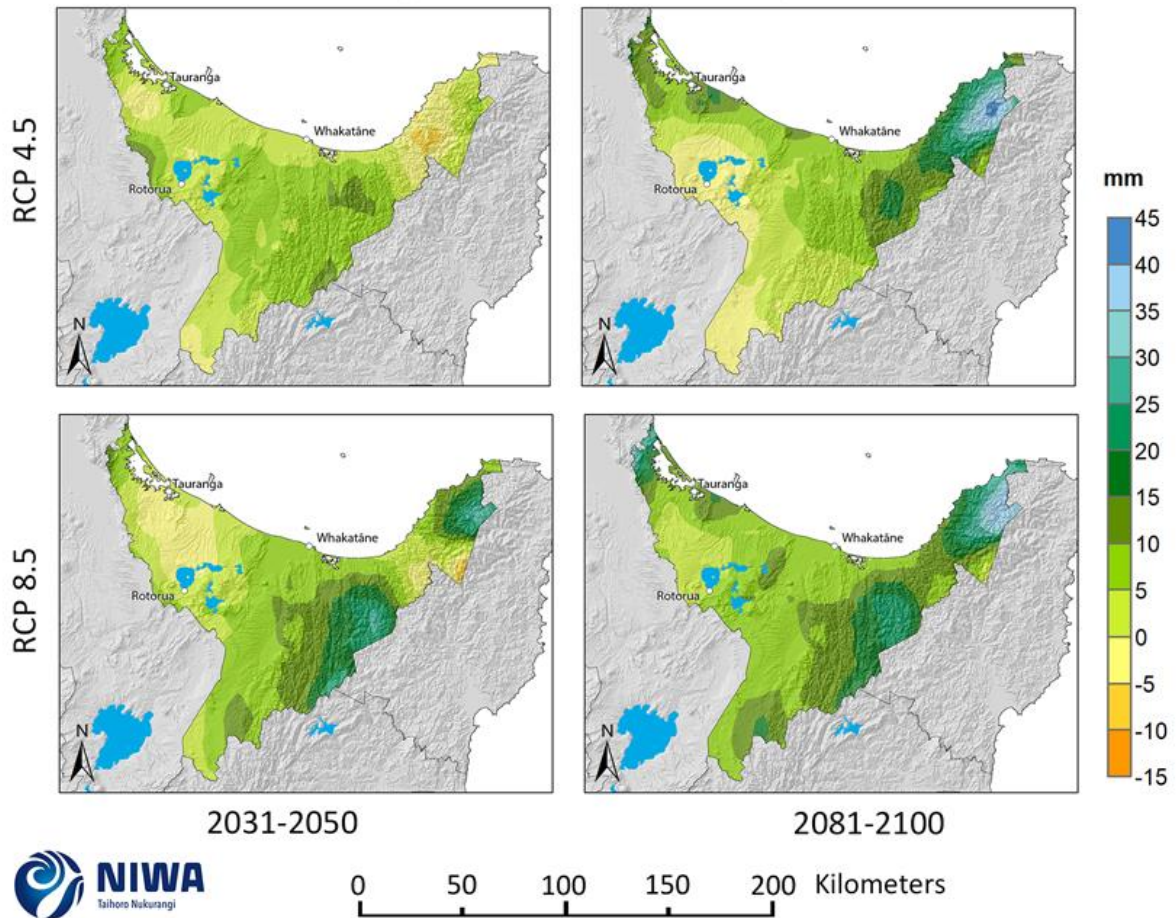 RCP 4.5
Tauranga
Whakatāne
Rotorua
N
Tauranga
Whakatāne
Rotorua
N
mm
45
40
35
30
25
20
15
10
5
0
-5
-10
-15
RCP 8.5
Tauranga
Whakatāne
Rotorua
N
Tauranga
Whakatāne
Rotorua
N
2031-2050
2081-2100
NIWA
Taihoro Nukurangi
0 50 100 150 200 Kilometers